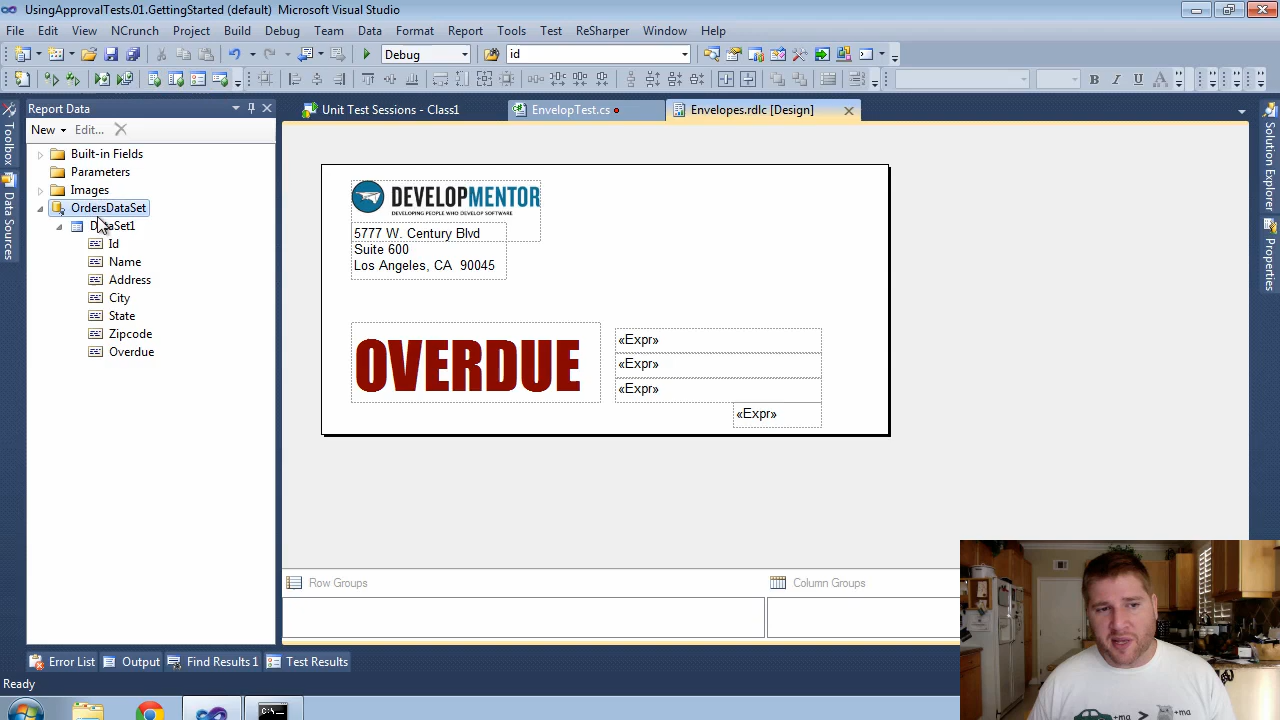 UsingApprovalTests.01.GettingStarted (default) - Microsoft Visual Studio
File Edit View NCrunch Project Build Debug Team Data Format Report Tools Test ReSharper Window Help
Debug id
B I U A
Report Data
Unit Test Sessions - Class1 EnvelopTest.cs Envelopes.rdlc [Design]
New Edit...
Built-in Fields
Parameters
Images
OrdersDataSet
DataSet1
Id
Name
Address
City
State
Zipcode
Overdue
Toolbox
Data Sources
DEVELOPMENTOR
DEVELOPING PEOPLE WHO DEVELOP SOFTWARE
5777 W. Century Blvd
Suite 600
Los Angeles, CA 90045
OVERDUE
«Expr»
«Expr»
«Expr»
«Expr»
Solution Explorer
Properties
Row Groups Column Groups
Error List Output Find Results 1 Test Results
Ready
C:\
+ma > +ma